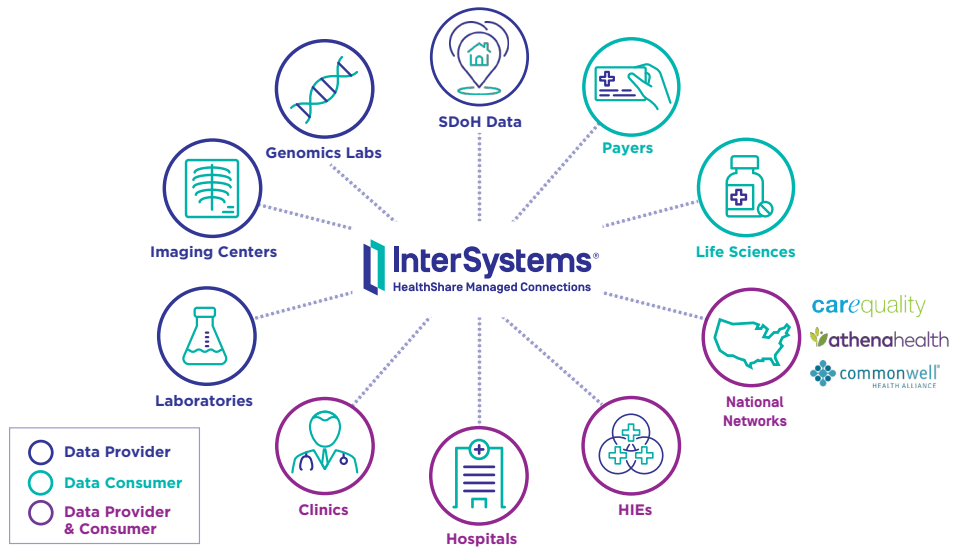 SDoH Data
Genomics Labs
Payers
Imaging Centers
Life Sciences
InterSystems®
HealthShare Managed Connections
carequality
athenahealth
commonwell®
HEALTH ALLIANCE
Laboratories
National
Networks
Clinics
Hospitals
HIEs
Data Provider
Data Consumer
Data Provider
& Consumer